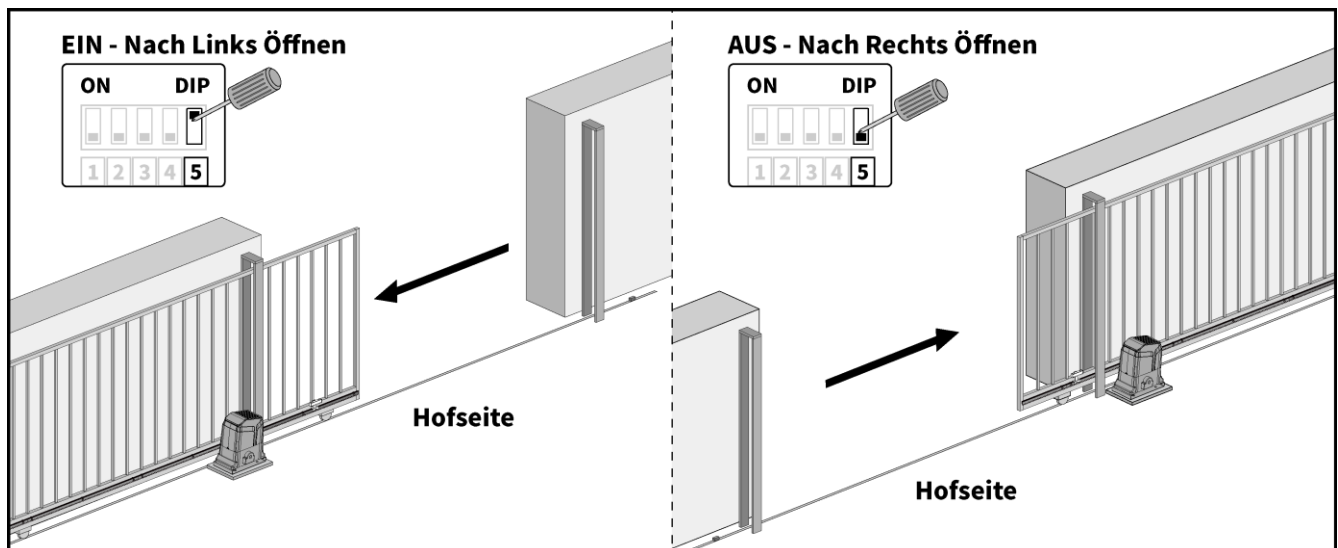 EIN - Nach Links Öffnen
ON DIP
1 2 3 4 5
Hofseite
AUS - Nach Rechts Öffnen
ON DIP
1 2 3 4 5
Hofseite